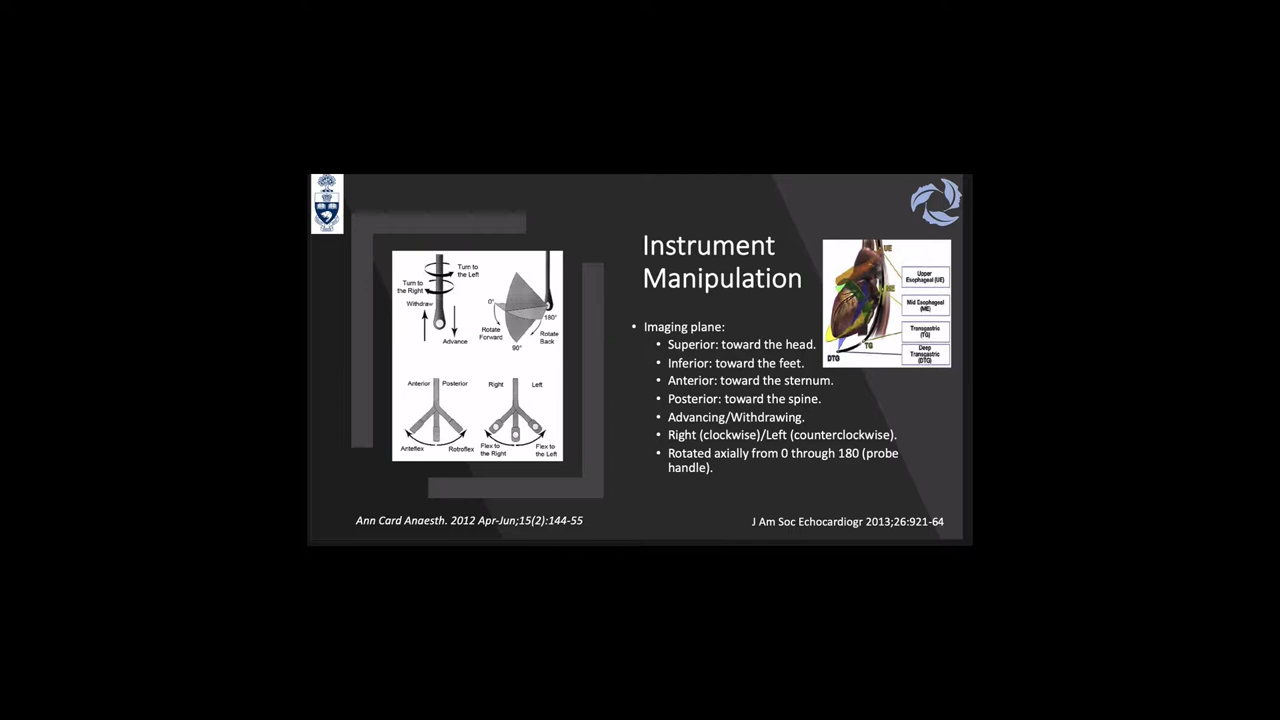 Instrument
Manipulation
• Imaging plane:
• Superior: toward the head.
• Inferior: toward the feet.
• Anterior: toward the sternum.
• Posterior: toward the spine.
• Advancing/Withdrawing.
• Right (clockwise)/Left (counterclockwise).
• Rotated axially from 0 through 180 (probe
handle).
Turn to
the Left
Turn to
the Right
Withdraw
Advance
0°
180°
Rotate
Forward
Rotate
Back
90°
Anterior
Posterior
Anteflex
Rotroflex
Right
Left
Flex to
the Right
Flex to
the Left
UE
ME
TG
DTG
Upper
Esophageal (UE)
Mid Esophageal
(ME)
Transgastric
(TG)
Deep
Transgastric
(DTG)
Ann Card Anaesth. 2012 Apr-Jun;15(2):144-55
J Am Soc Echocardiogr 2013;26:921-64